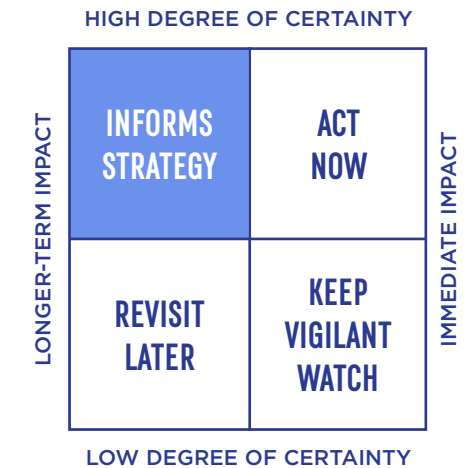 HIGH DEGREE OF CERTAINTY
LONGER-TERM IMPACT
INFORMS
STRATEGY
ACT
NOW
IMMEDIATE IMPACT
REVISIT
LATER
KEEP
VIGILANT
WATCH
LOW DEGREE OF CERTAINTY